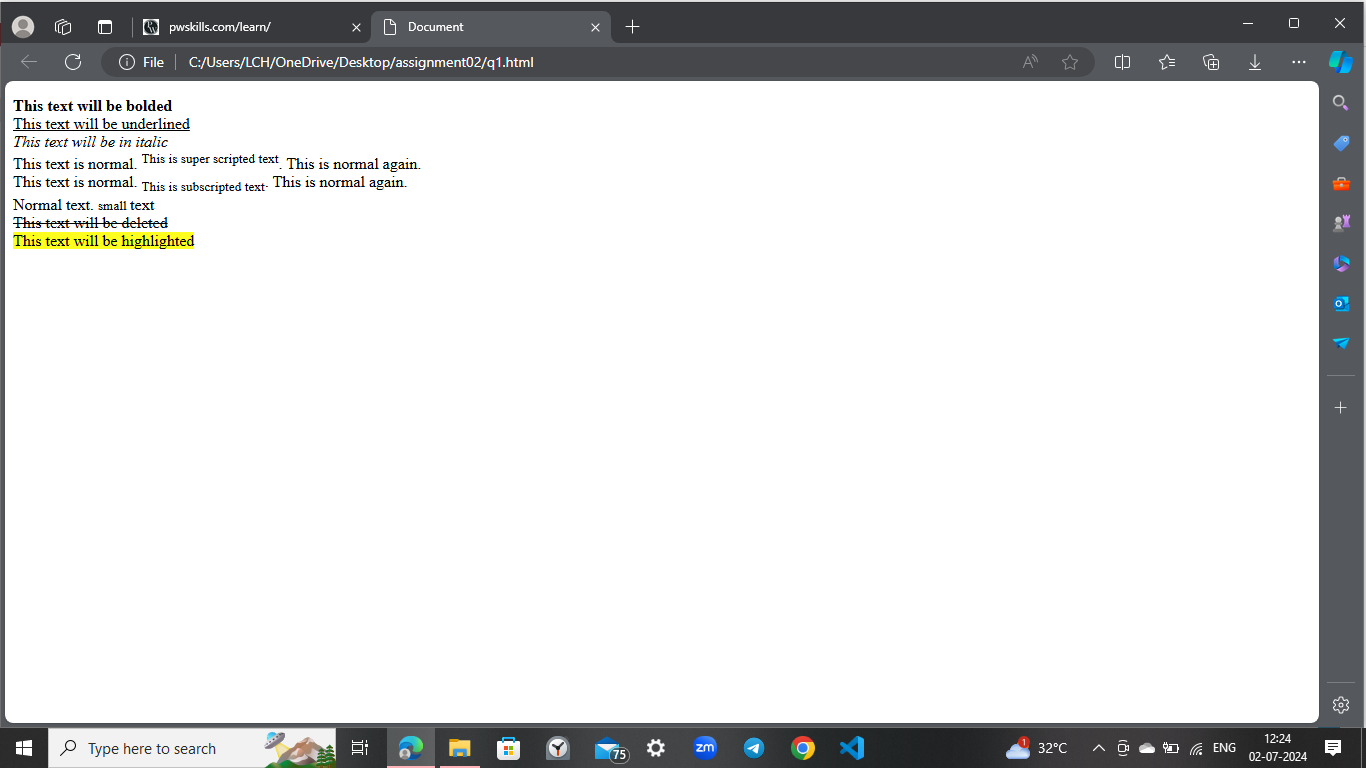 pwskills.com/learn/
Document
File
C:/Users/LCH/OneDrive/Desktop/assignment02/q1.html
This text will be bolded
This text will be underlined
This text will be in italic
This text is normal. This is super scripted text. This is normal again.
This text is normal. This is subscripted text. This is normal again.
Normal text. small text
This text will be deleted
This text will be highlighted
Type here to search
75
zm
1
32°C
ENG
12:24
02-07-2024